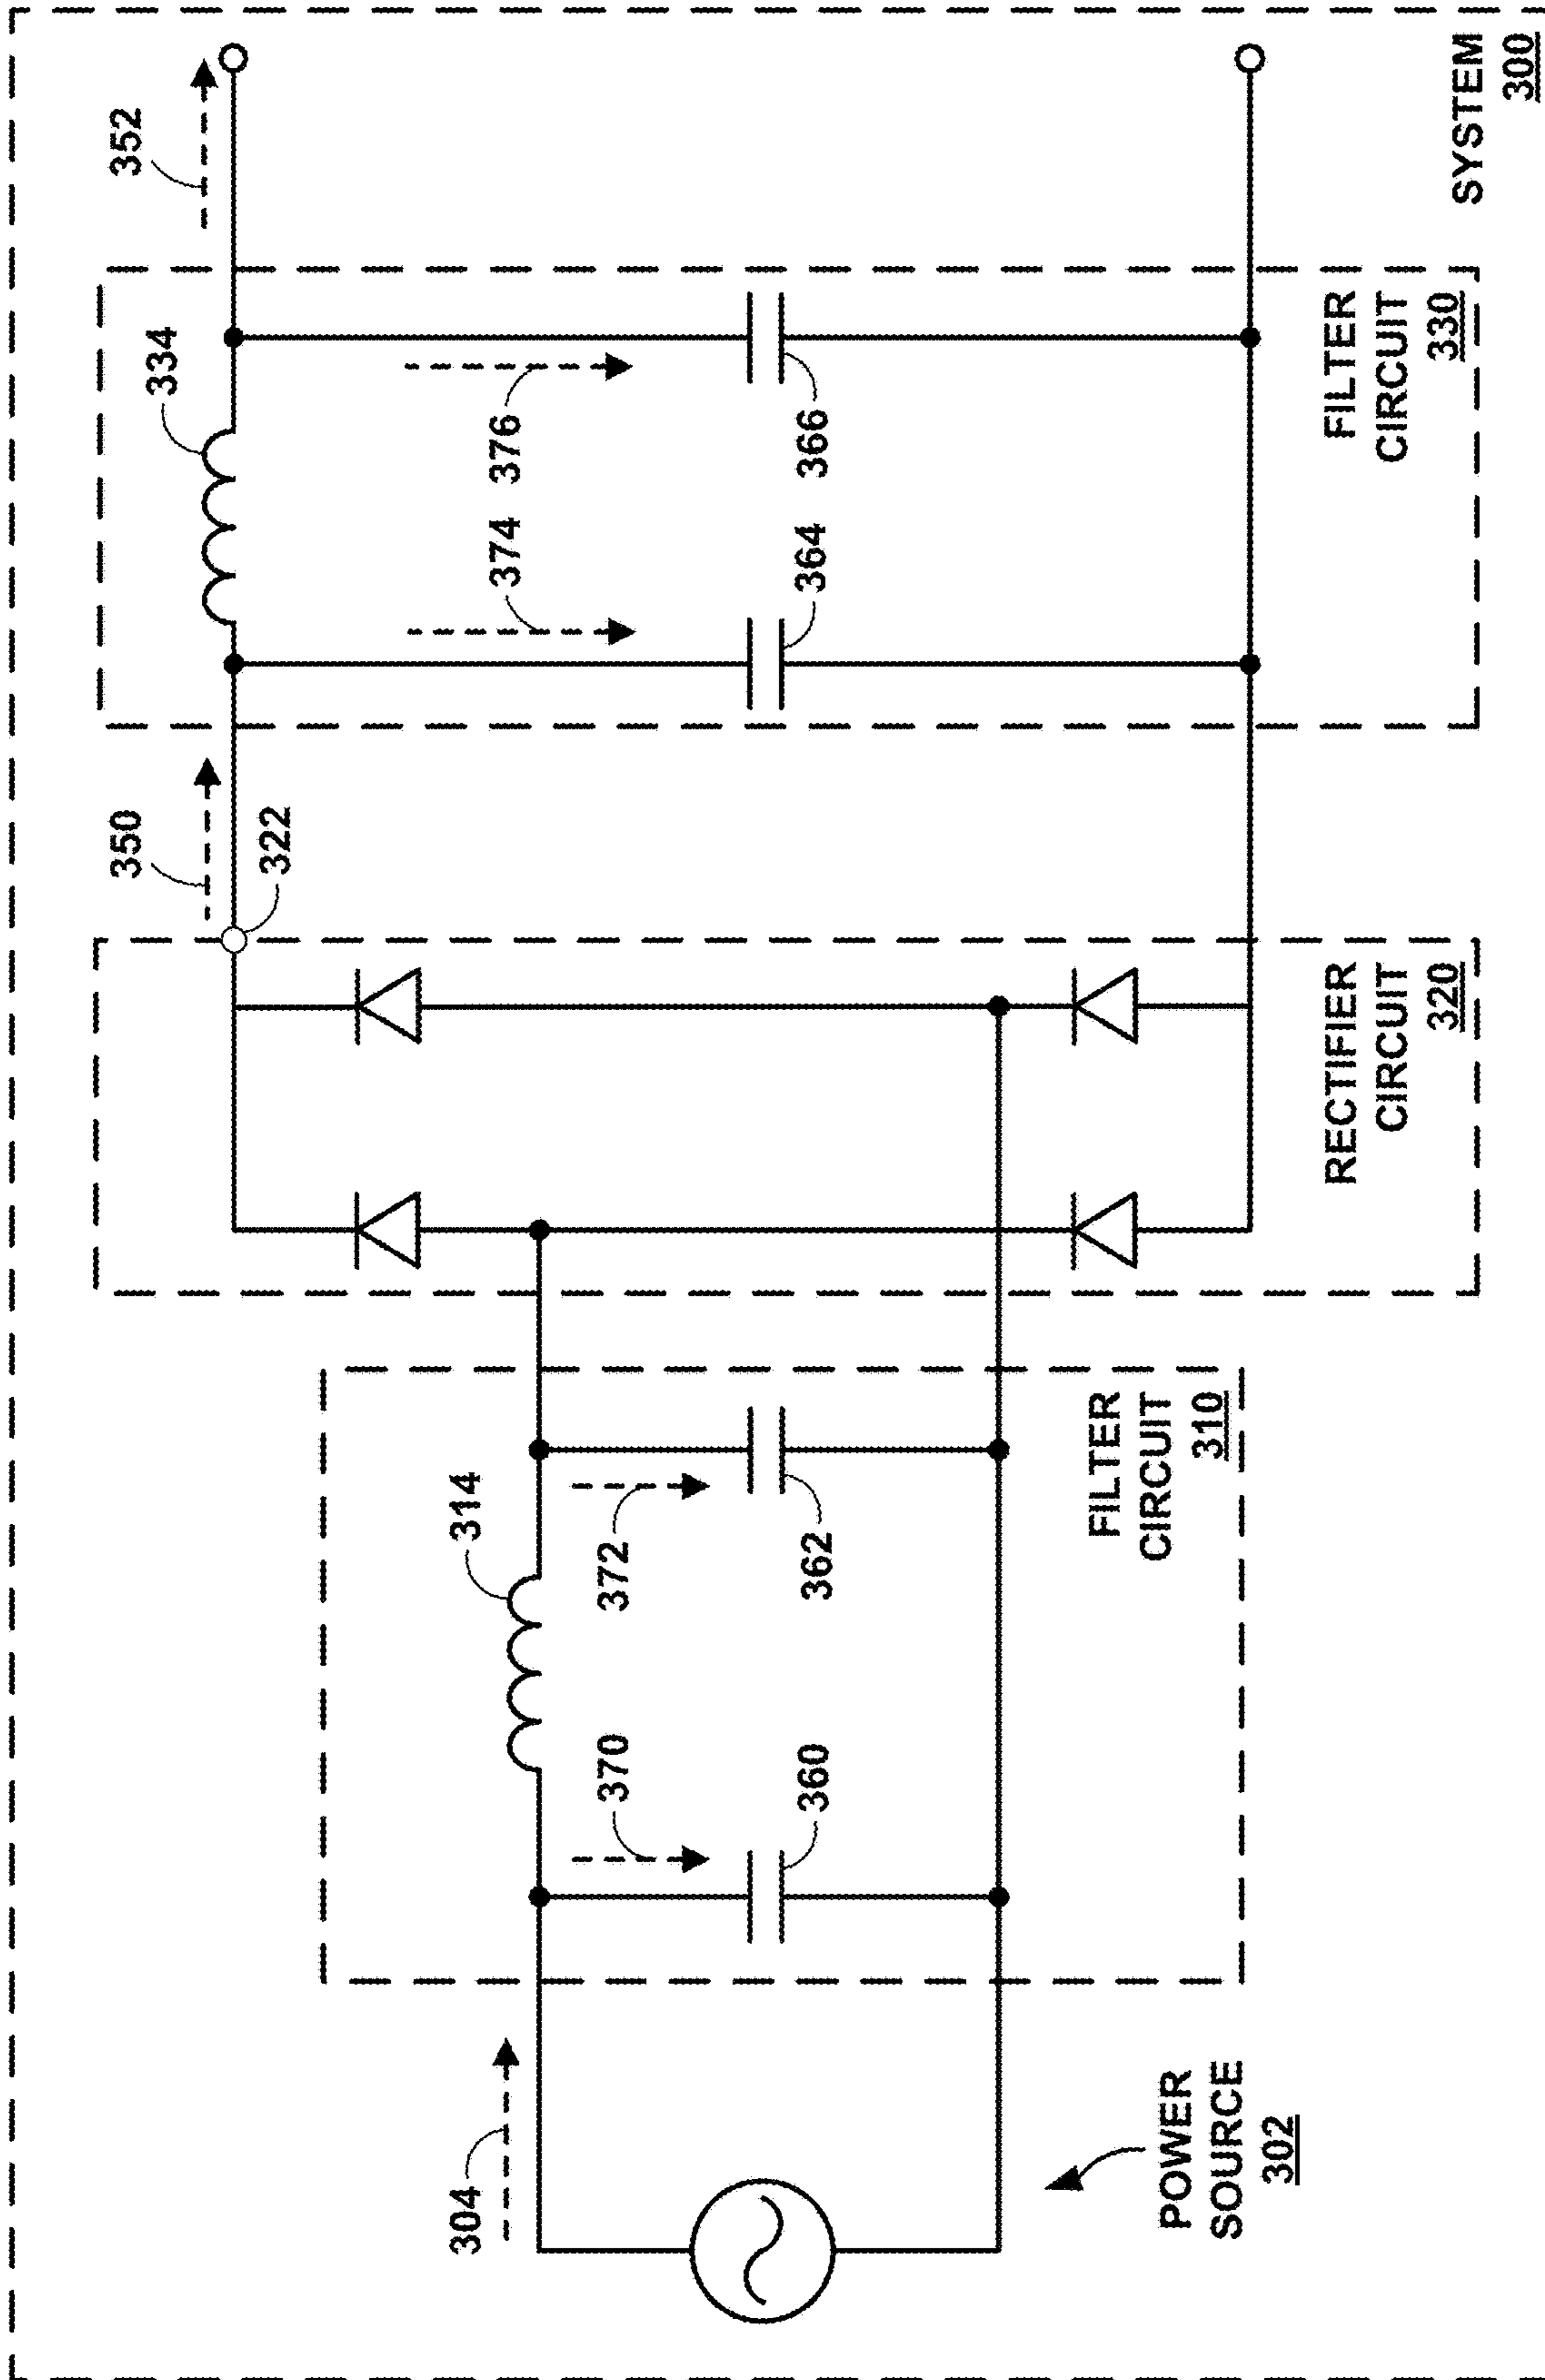 304
POWER
SOURCE
302
314
370
372
360
362
FILTER
CIRCUIT
310
350
322
RECTIFIER
CIRCUIT
320
334
374
376
364
366
FILTER
CIRCUIT
330
352
SYSTEM
300